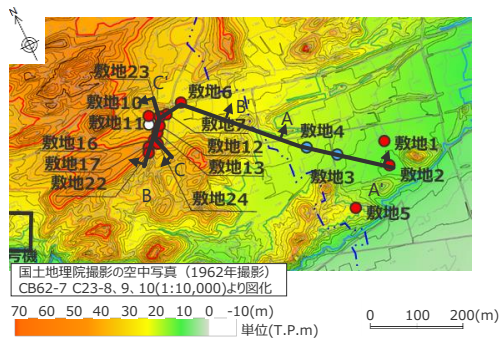 N
敷地23
C'
敷地6
敷地10
B'
敷地11
敷地7
A
敷地4
敷地1
敷地16
敷地12
敷地2
敷地17
敷地13
敷地3
敷地22
B
C
敷地24
A'
敷地5
号機
国土地理院撮影の空中写真（1962年撮影）
CB62-7 C23-8、9、10(1:10,000)より図化
70 60 50 40 30 20 10 0 -10(m)
単位(T.P.m)
0 100 200(m)